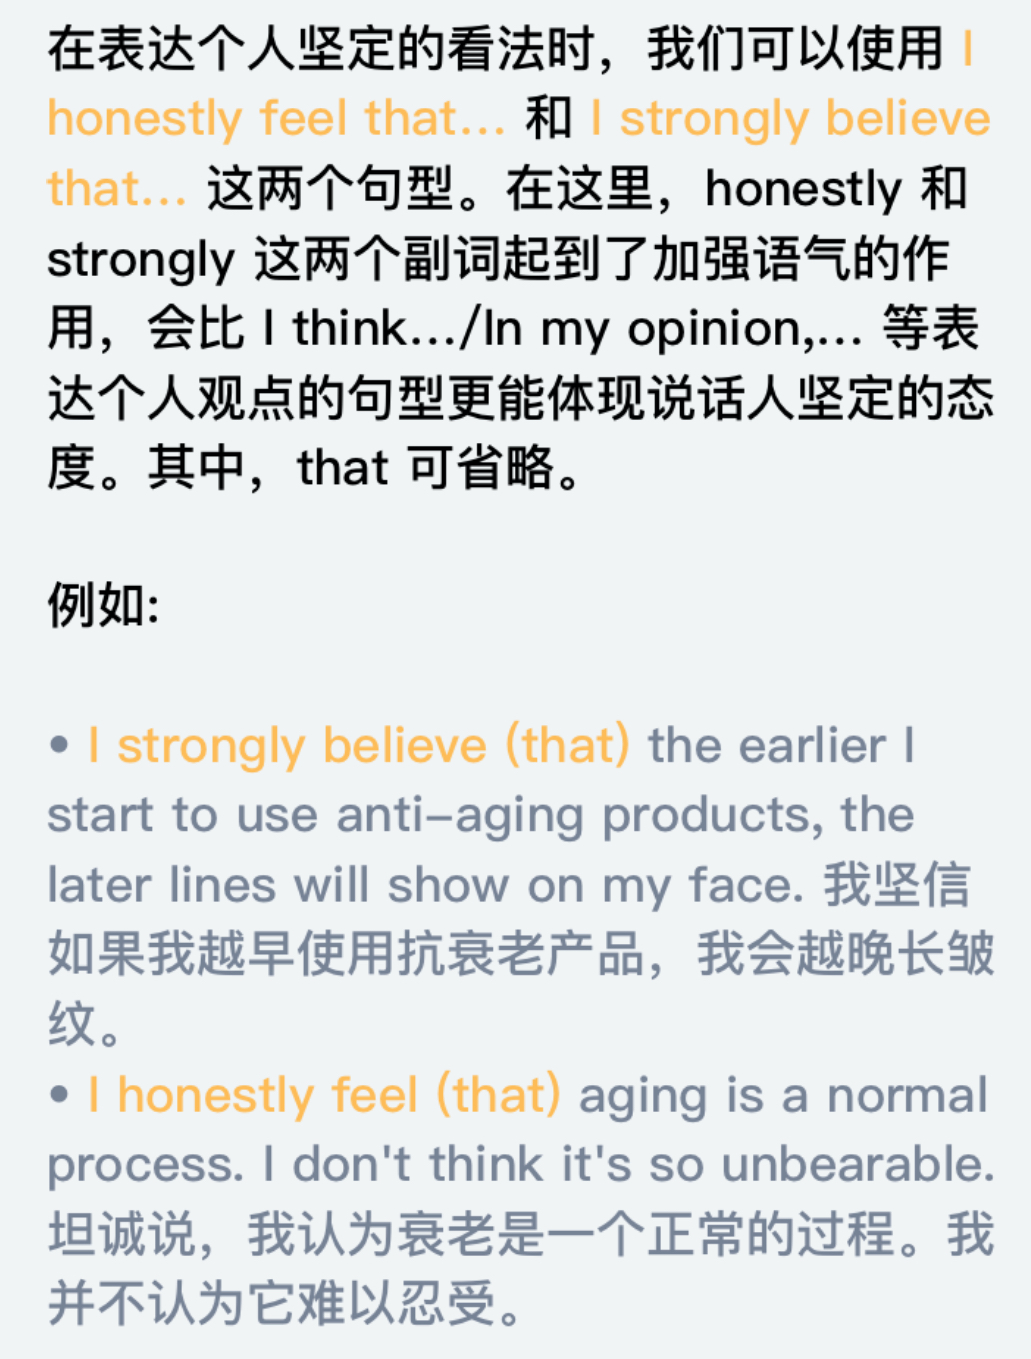 在表达个人坚定的看法时，我们可以使用 I
honestly feel that... 和 I strongly believe
that... 这两个句型。在这里，honestly 和
strongly 这两个副词起到了加强语气的作
用，会比 I think.../In my opinion,... 等表
达个人观点的句型更能体现说话人坚定的态
度。其中，that 可省略。
例如:
• I strongly believe (that) the earlier I
start to use anti–aging products, the
later lines will show on my face. 我坚信
如果我越早使用抗衰老产品，我会越晚长皱
纹。
• I honestly feel (that) aging is a normal
process. I don't think it's so unbearable.
坦诚说，我认为衰老是一个正常的过程。我
并不认为它难以忍受。